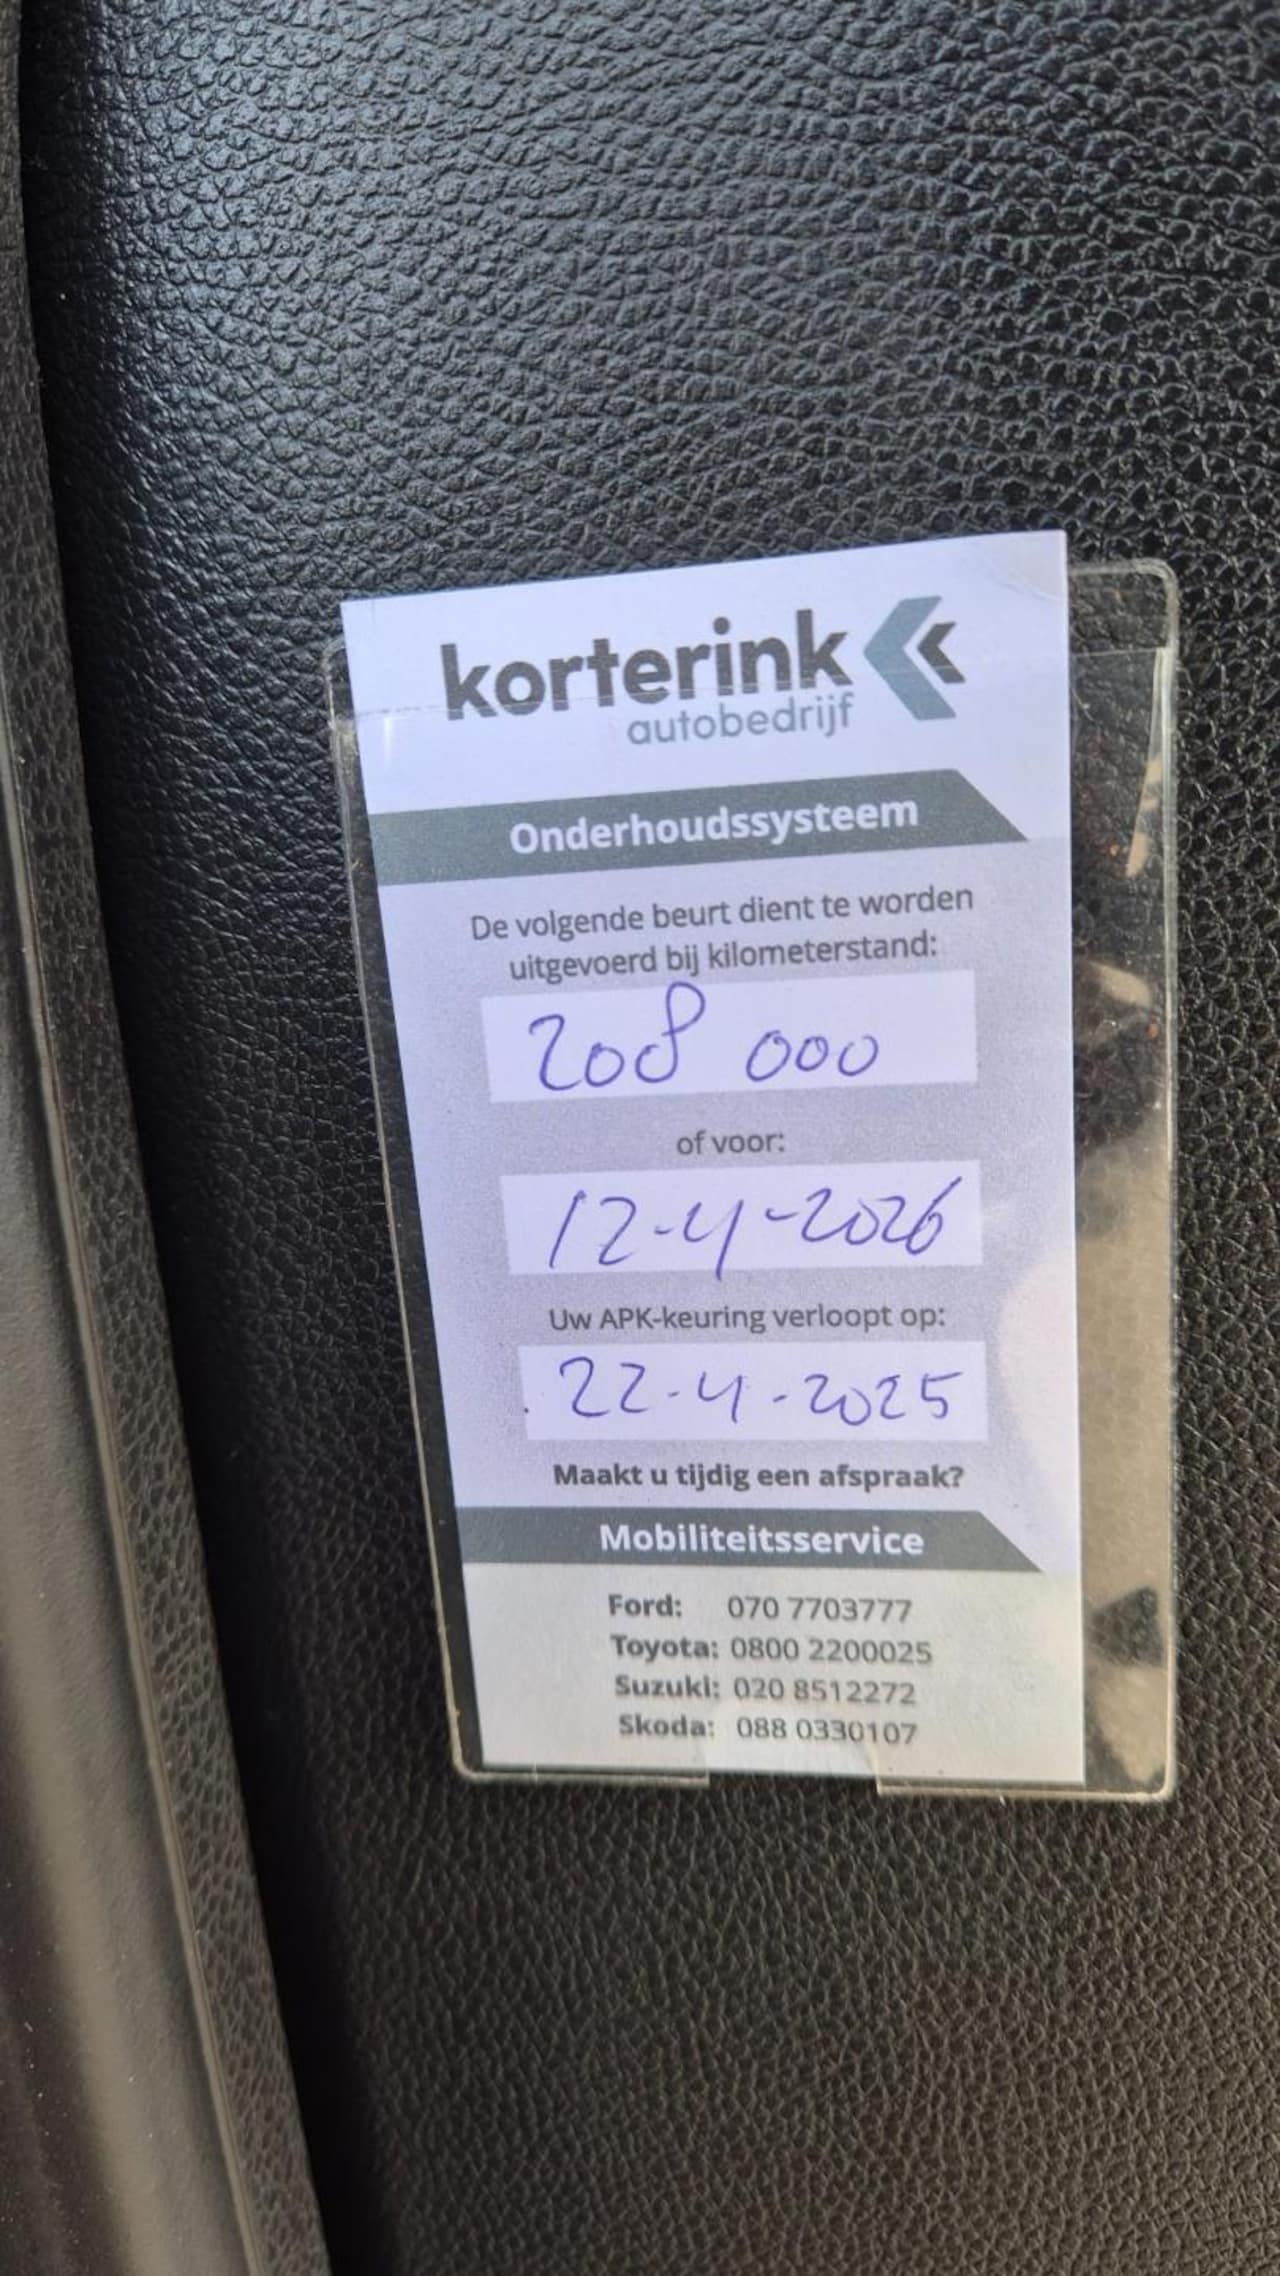 korterink
autobedrijf
Onderhoudssysteem
De volgende beurt dient te worden
uitgevoerd bij kilometerstand:
208 000
of voor:
12-4-2026
Uw APK-keuring verloopt op:
22-4-2025
Maakt u tijdig een afspraak?
Mobiliteitsservice
Ford: 070 7703777
Toyota: 0800 2200025
Suzuki: 020 8512272
Skoda: 088 0330107